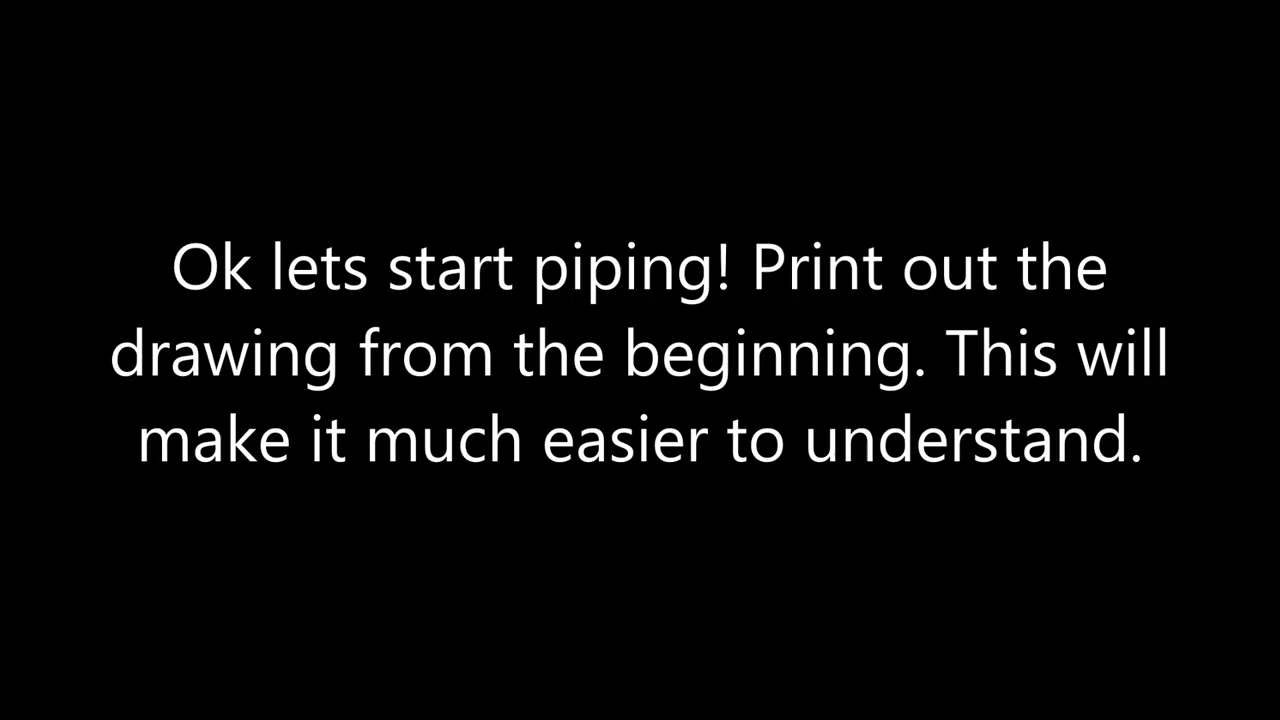 Ok lets start piping! Print out the
drawing from the beginning. This will
make it much easier to understand.